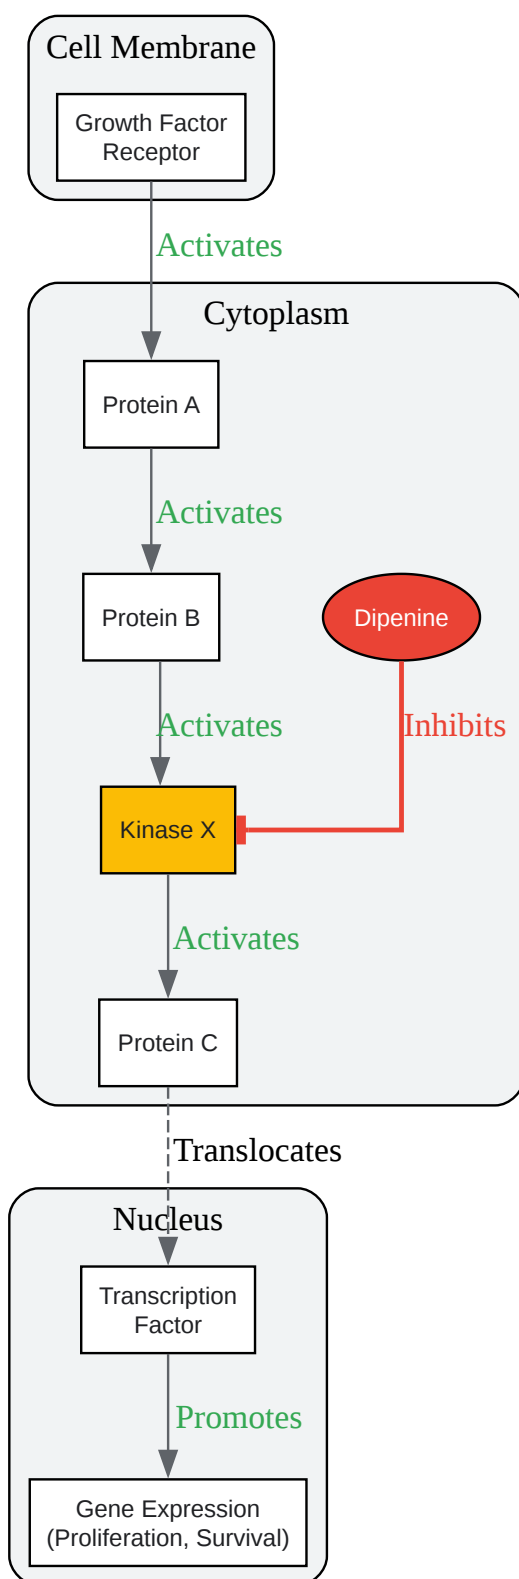 Cell Membrane
Growth Factor
Receptor
Activates
Cytoplasm
Protein A
Activates
Protein B
Dipenine
Activates
Inhibits
Kinase X
Activates
Protein C
Translocates
Nucleus
Transcription
Factor
Promotes
Gene Expression
(Proliferation, Survival)